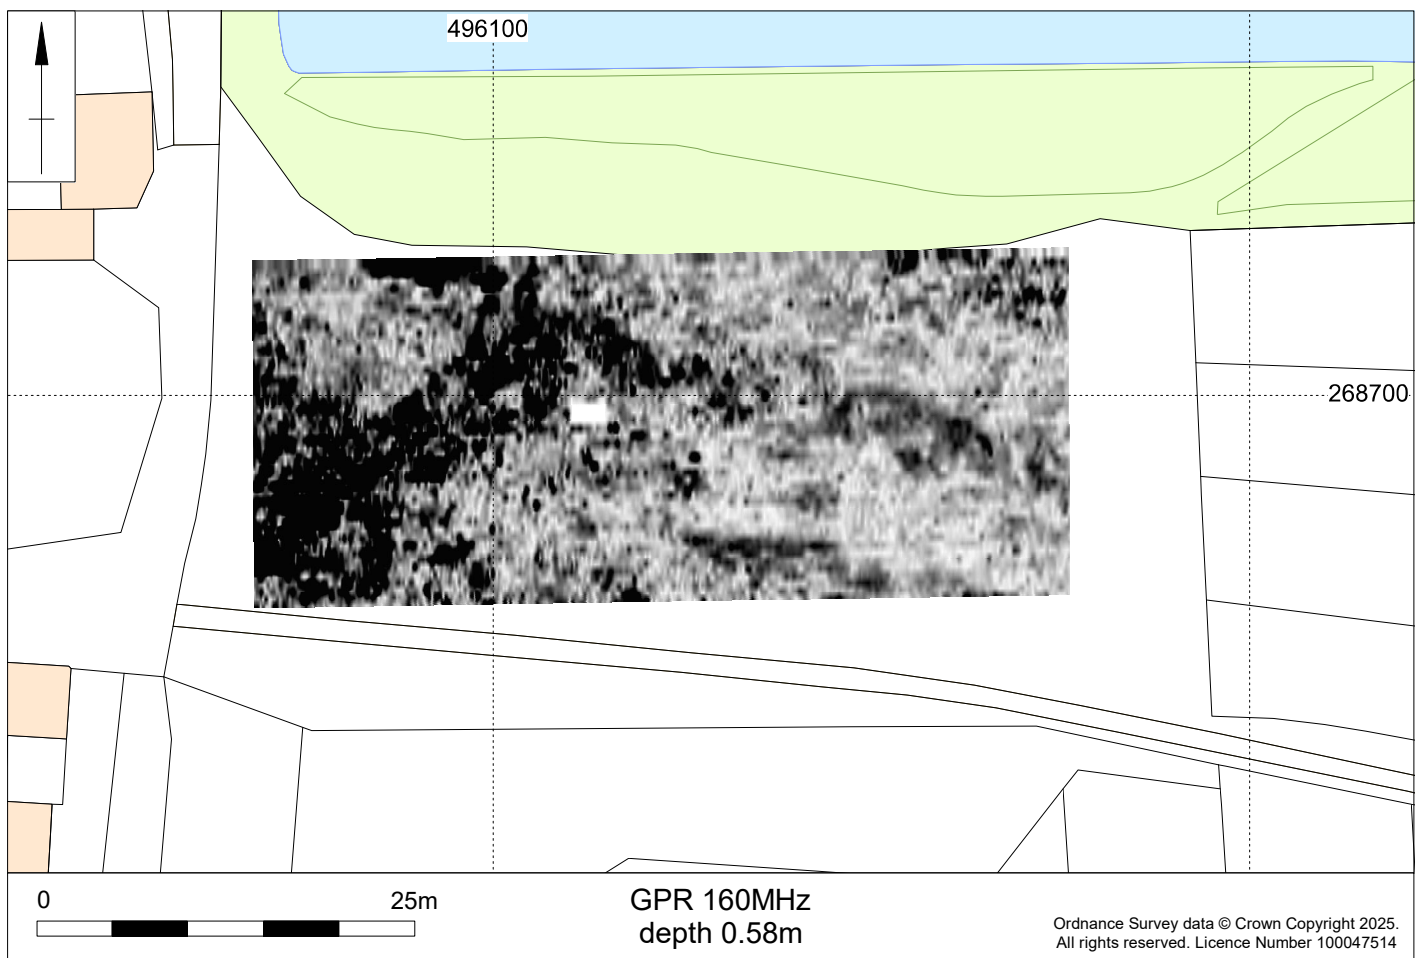 496100
268700
0
25m
GPR 160MHz
depth 0.58m
Ordnance Survey data © Crown Copyright 2025.
All rights reserved. Licence Number 100047514